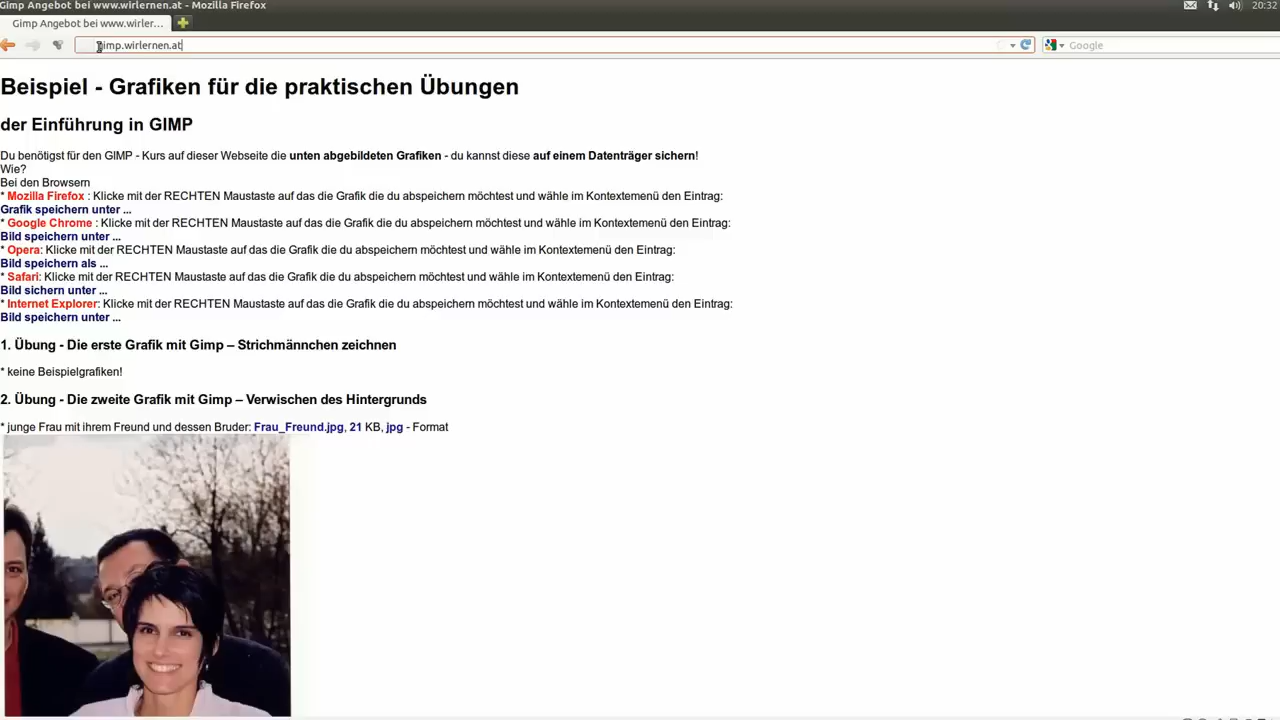 Gimp Angebot bei www.wirlernen.at - Mozilla Firefox
20:32
Gimp Angebot bei www.wirler...
gimp.wirlernen.at
Google
Beispiel - Grafiken für die praktischen Übungen
der Einführung in GIMP
Du benötigst für den GIMP - Kurs auf dieser Webseite die unten abgebildeten Grafiken - du kannst diese auf einem Datenträger sichern!
Wie?
Bei den Browsern
* Mozilla Firefox : Klicke mit der RECHTEN Maustaste auf das die Grafik die du abspeichern möchtest und wähle im Kontextemenü den Eintrag:
Grafik speichern unter ...
* Google Chrome : Klicke mit der RECHTEN Maustaste auf das die Grafik die du abspeichern möchtest und wähle im Kontextemenü den Eintrag:
Bild speichern unter ...
* Opera: Klicke mit der RECHTEN Maustaste auf das die Grafik die du abspeichern möchtest und wähle im Kontextemenü den Eintrag:
Bild speichern als ...
* Safari: Klicke mit der RECHTEN Maustaste auf das die Grafik die du abspeichern möchtest und wähle im Kontextemenü den Eintrag:
Bild sichern unter ...
* Internet Explorer: Klicke mit der RECHTEN Maustaste auf das die Grafik die du abspeichern möchtest und wähle im Kontextemenü den Eintrag:
Bild speichern unter ...
1. Übung - Die erste Grafik mit Gimp – Strichmännchen zeichnen
* keine Beispielgrafiken!
2. Übung - Die zweite Grafik mit Gimp – Verwischen des Hintergrunds
* junge Frau mit ihrem Freund und dessen Bruder: Frau_Freund.jpg, 21 KB, jpg - Format